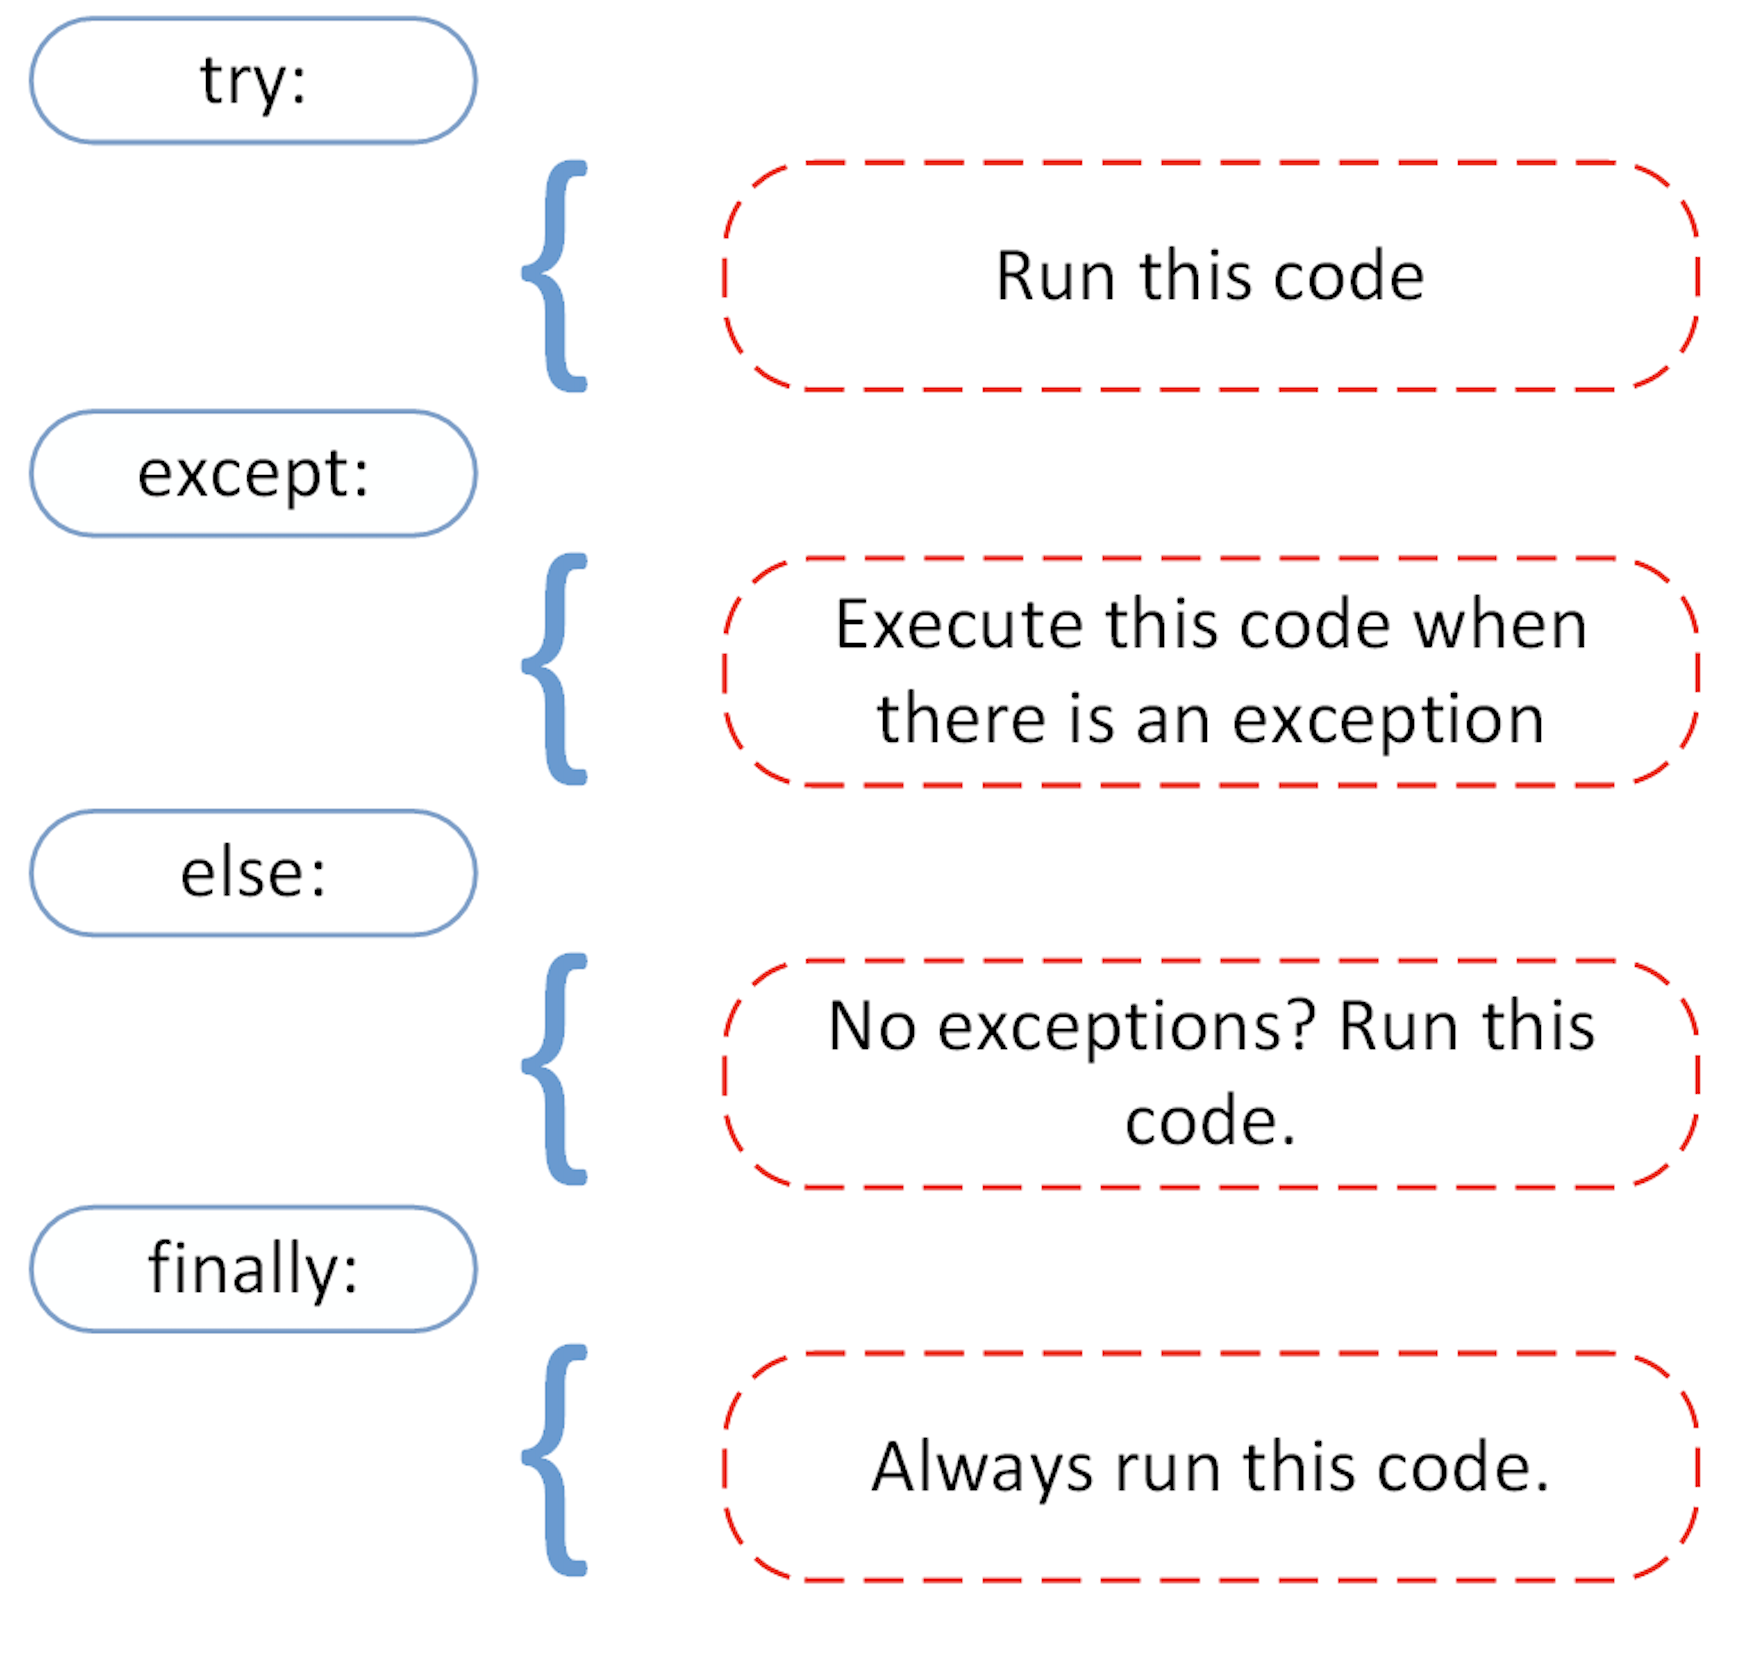 try:
Run this code
except:
Execute this code when
there is an exception
else:
No exceptions? Run this
code.
finally:
Always run this code.